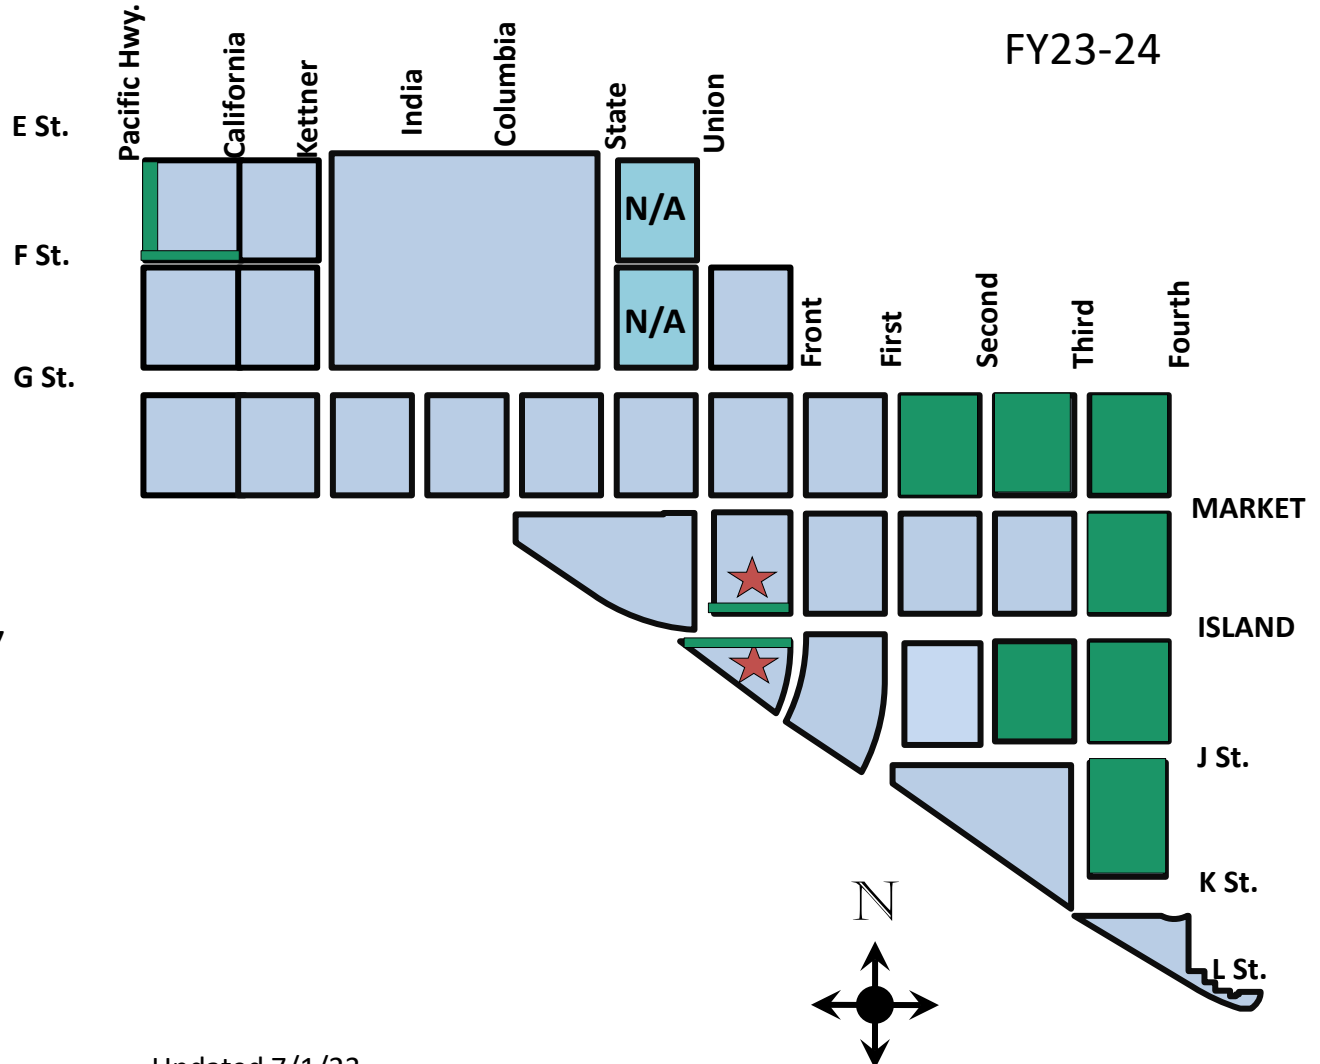 FY23-24
Pacific Hwy.
California
Kettner
India
Columbia
State
Union
E St.
N/A
F St.
N/A
Front
First
Second
Third
Fourth
G St.
MARKET
ISLAND
J St.
K St.
N
L St.